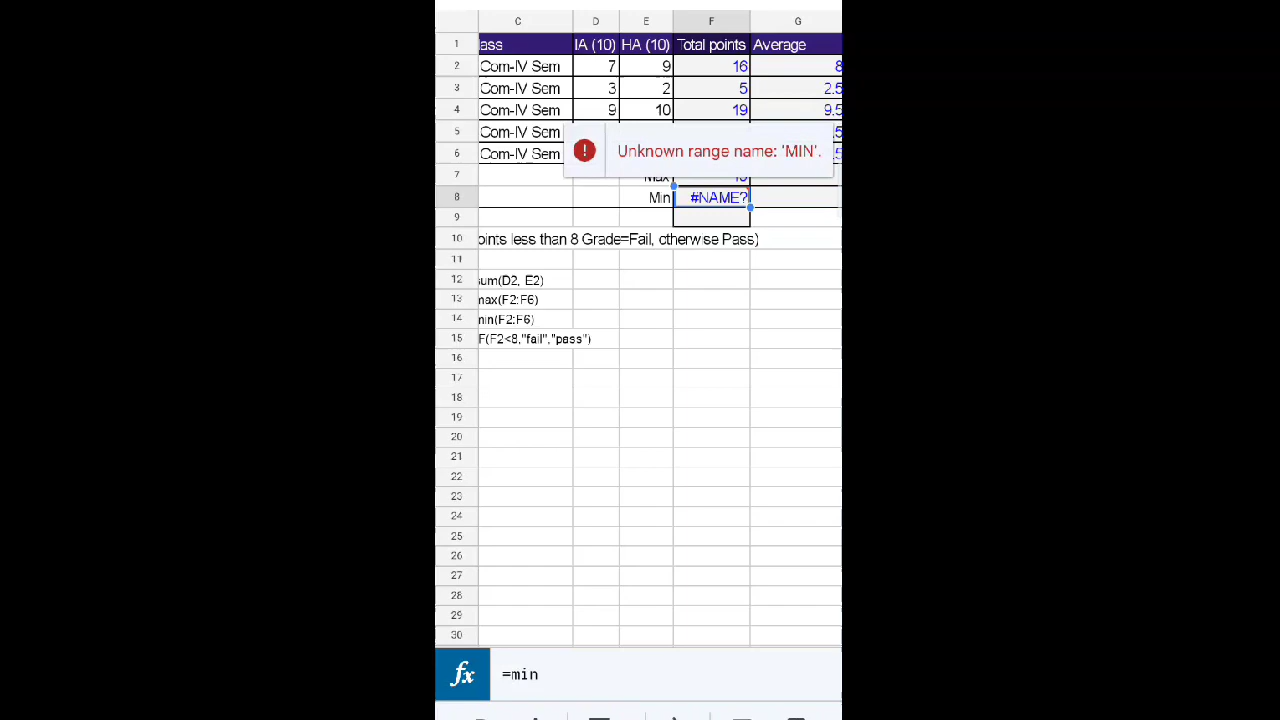 C D E F G
1 ass IA (10) HA (10) Total points Average
2 Com-IV Sem 7 9 16 8
3 Com-IV Sem 3 2 5 2.5
4 Com-IV Sem 9 10 19 9.5
5 Com-IV Sem .5
Unknown range name: 'MIN'.
6 Com-IV Sem .5
7 Max 19
8 Min #NAME?
9
10 oints less than 8 Grade=Fail, otherwise Pass)
11
12 sum(D2, E2)
13 max(F2:F6)
14 min(F2:F6)
15 F(F2<8,"fail","pass")
16
17
18
19
20
21
22
23
24
25
26
27
28
29
30
fx =min